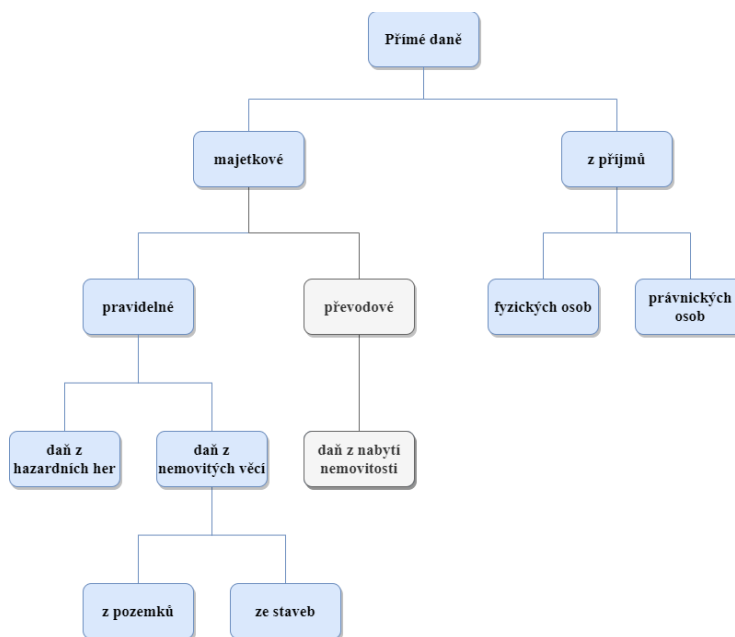 Přímé daně
majetkové
z příjmů
pravidelné
převodové
fyzických osob
právnických
osob
daň z
hazardních her
daň z
nemovitých věcí
daň z nabytí
nemovitosti
z pozemků
ze staveb